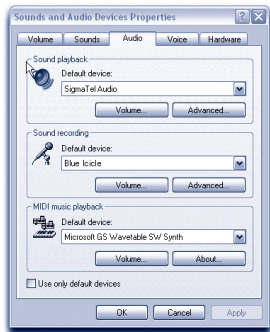 Sounds and Audio Devices Properties
Volume Sounds Audio Voice Hardware
Sound playback
Default device:
SigmaTel Audio
Volume... Advanced...
Sound recording
Default device:
Blue Icicle
Volume... Advanced...
MIDI music playback
Default device:
Microsoft GS Wavetable SW Synth
Volume... About...
Use only default devices
OK Cancel Apply